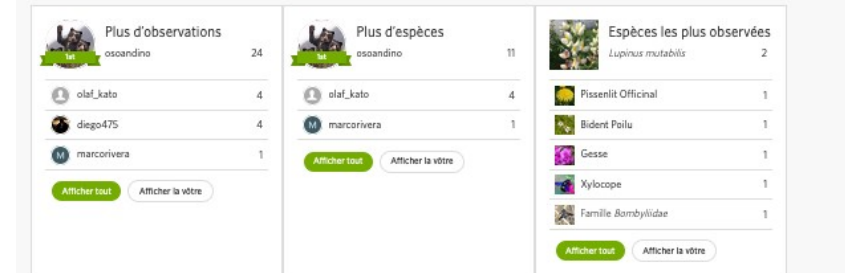 Plus d'observations
1st
osoandino 24
olaf_kato 4
diego475 4
M marcorivera 1
Afficher tout Afficher la vôtre
Plus d'espèces
1st
osoandino 11
olaf_kato 4
M marcorivera 1
Afficher tout Afficher la vôtre
Espèces les plus observées
Lupinus mutabilis 2
Pissenlit Officinal 1
Bident Poilu 1
Gesse 1
Xylocope 1
Famille Bombyliidae 1
Afficher tout Afficher la vôtre